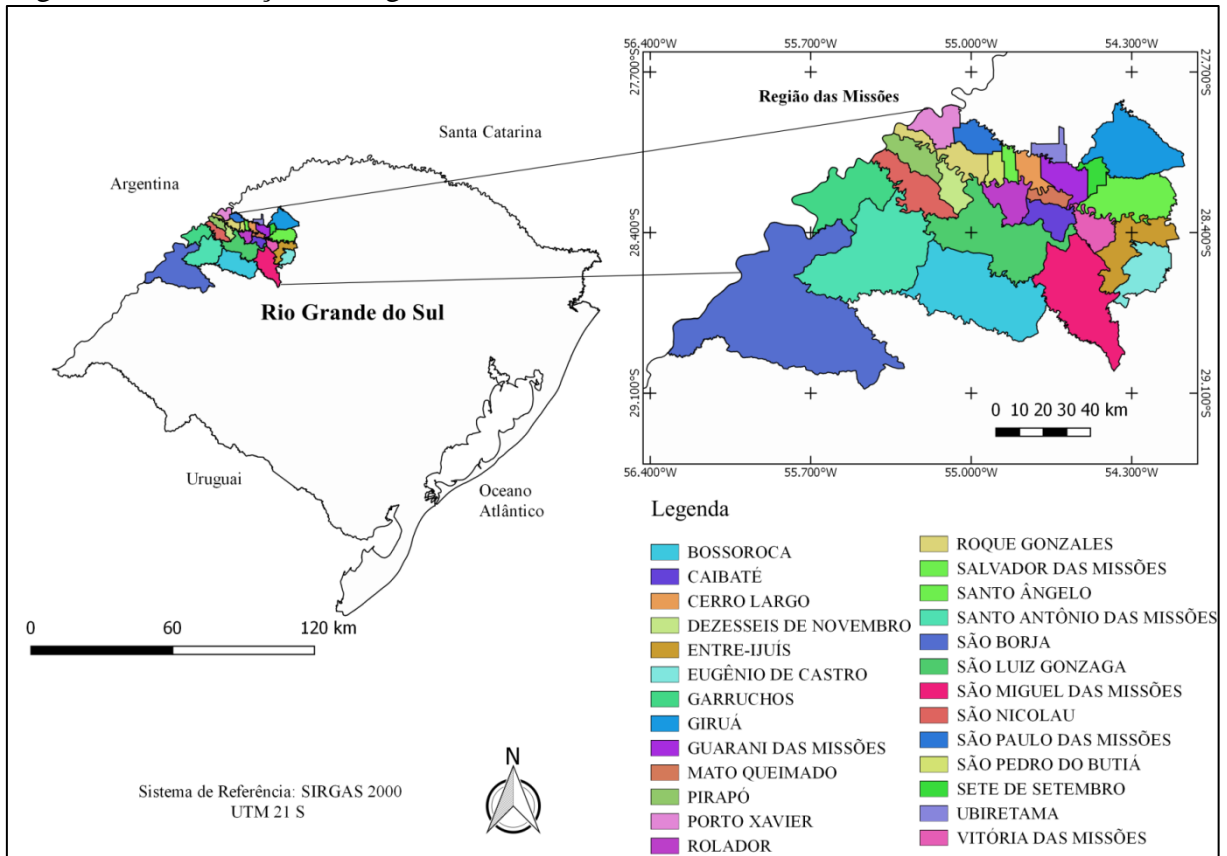 56.400°W 55.700°W 55.000°W 54.300°W
27.700°S 27.700°S
Região das Missões
Santa Catarina
Argentina
28.400°S 28.400°S
Rio Grande do Sul
29.100°S 29.100°S
0 10 20 30 40 km
56.400°W 55.700°W 55.000°W 54.300°W
Uruguai
Oceano
Atlântico
0 60 120 km
N
Sistema de Referência: SIRGAS 2000
UTM 21 S
Legenda
BOSSOROCA
CAIBATÉ
CERRO LARGO
DEZESSEIS DE NOVEMBRO
ENTRE-IJUÍS
EUGÊNIO DE CASTRO
GARRUCHOS
GIRUÁ
GUARANI DAS MISSÕES
MATO QUEIMADO
PIRAPÓ
PORTO XAVIER
ROLADOR
ROQUE GONZALES
SALVADOR DAS MISSÕES
SANTO ÂNGELO
SANTO ANTÔNIO DAS MISSÕES
SÃO BORJA
SÃO LUIZ GONZAGA
SÃO MIGUEL DAS MISSÕES
SÃO NICOLAU
SÃO PAULO DAS MISSÕES
SÃO PEDRO DO BUTIÁ
SETE DE SETEMBRO
UBIRETAMA
VITÓRIA DAS MISSÕES